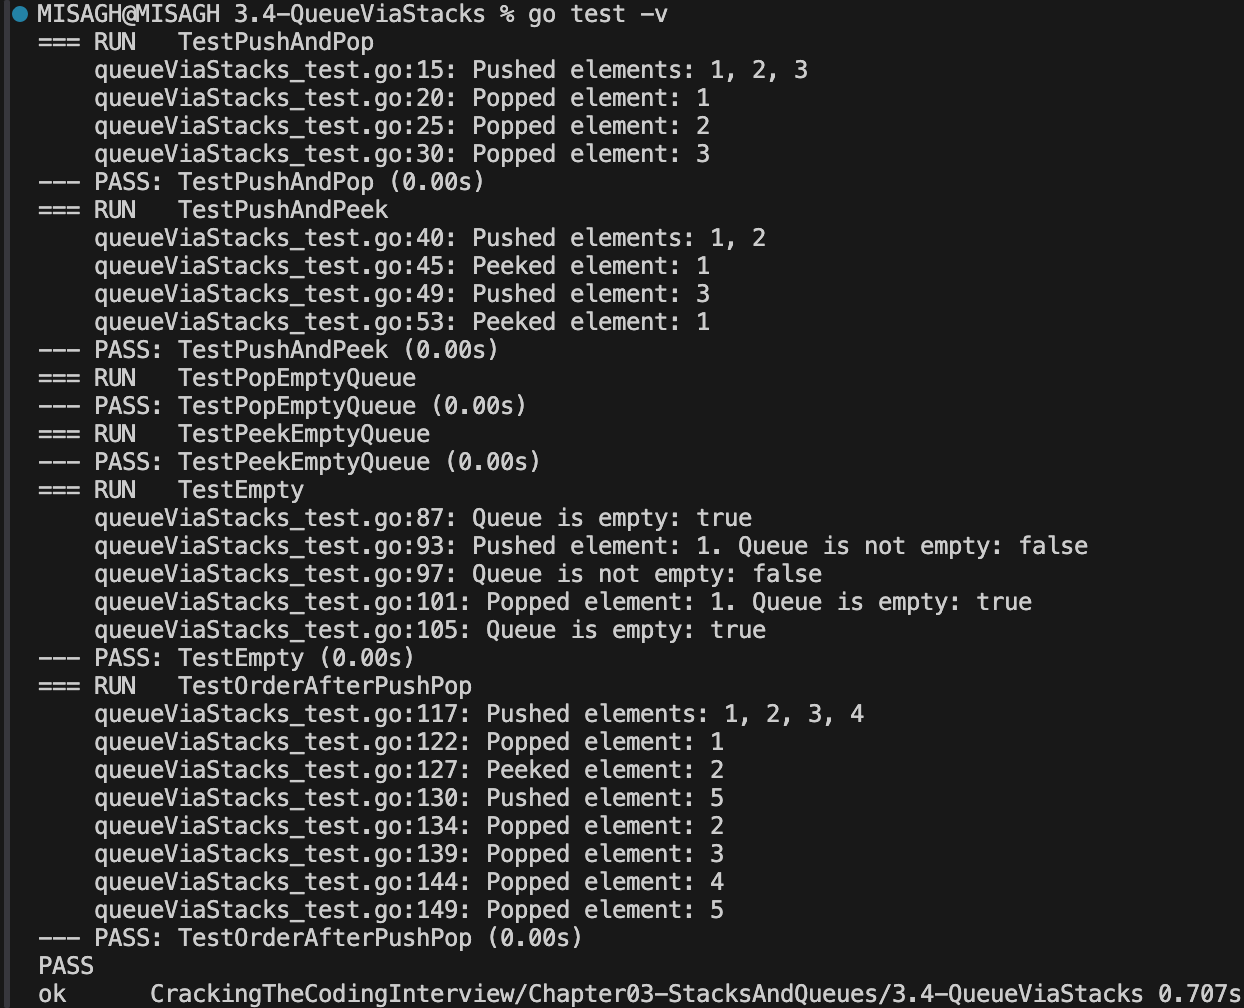 MISAGH@MISAGH 3.4-QueueViaStacks % go test -v
=== RUN   TestPushAndPop
    queueViaStacks_test.go:15: Pushed elements: 1, 2, 3
    queueViaStacks_test.go:20: Popped element: 1
    queueViaStacks_test.go:25: Popped element: 2
    queueViaStacks_test.go:30: Popped element: 3
--- PASS: TestPushAndPop (0.00s)
=== RUN   TestPushAndPeek
    queueViaStacks_test.go:40: Pushed elements: 1, 2
    queueViaStacks_test.go:45: Peeked element: 1
    queueViaStacks_test.go:49: Pushed element: 3
    queueViaStacks_test.go:53: Peeked element: 1
--- PASS: TestPushAndPeek (0.00s)
=== RUN   TestPopEmptyQueue
--- PASS: TestPopEmptyQueue (0.00s)
=== RUN   TestPeekEmptyQueue
--- PASS: TestPeekEmptyQueue (0.00s)
=== RUN   TestEmpty
    queueViaStacks_test.go:87: Queue is empty: true
    queueViaStacks_test.go:93: Pushed element: 1. Queue is not empty: false
    queueViaStacks_test.go:97: Queue is not empty: false
    queueViaStacks_test.go:101: Popped element: 1. Queue is empty: true
    queueViaStacks_test.go:105: Queue is empty: true
--- PASS: TestEmpty (0.00s)
=== RUN   TestOrderAfterPushPop
    queueViaStacks_test.go:117: Pushed elements: 1, 2, 3, 4
    queueViaStacks_test.go:122: Popped element: 1
    queueViaStacks_test.go:127: Peeked element: 2
    queueViaStacks_test.go:130: Pushed element: 5
    queueViaStacks_test.go:134: Popped element: 2
    queueViaStacks_test.go:139: Popped element: 3
    queueViaStacks_test.go:144: Popped element: 4
    queueViaStacks_test.go:149: Popped element: 5
--- PASS: TestOrderAfterPushPop (0.00s)
PASS
ok      CrackingTheCodingInterview/Chapter03-StacksAndQueues/3.4-QueueViaStacks 0.707s